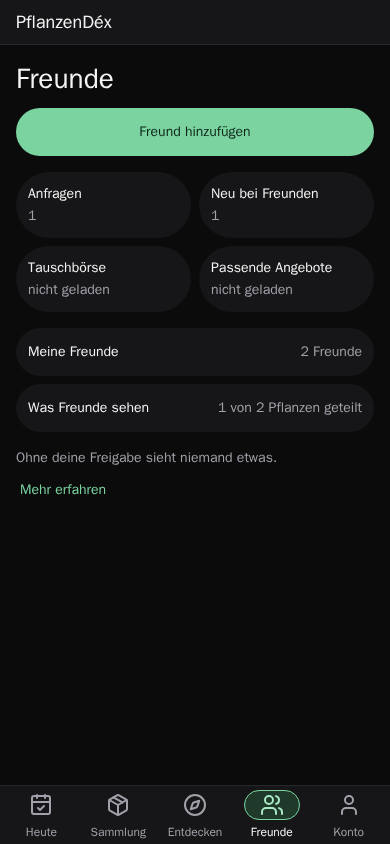 PflanzenDéx
Freunde
Freund hinzufügen
Anfragen
1
Neu bei Freunden
1
Tauschbörse
nicht geladen
Passende Angebote
nicht geladen
Meine Freunde
2 Freunde
Was Freunde sehen
1 von 2 Pflanzen geteilt
Ohne deine Freigabe sieht niemand etwas.
Mehr erfahren
Heute
Sammlung
Entdecken
Freunde
Konto